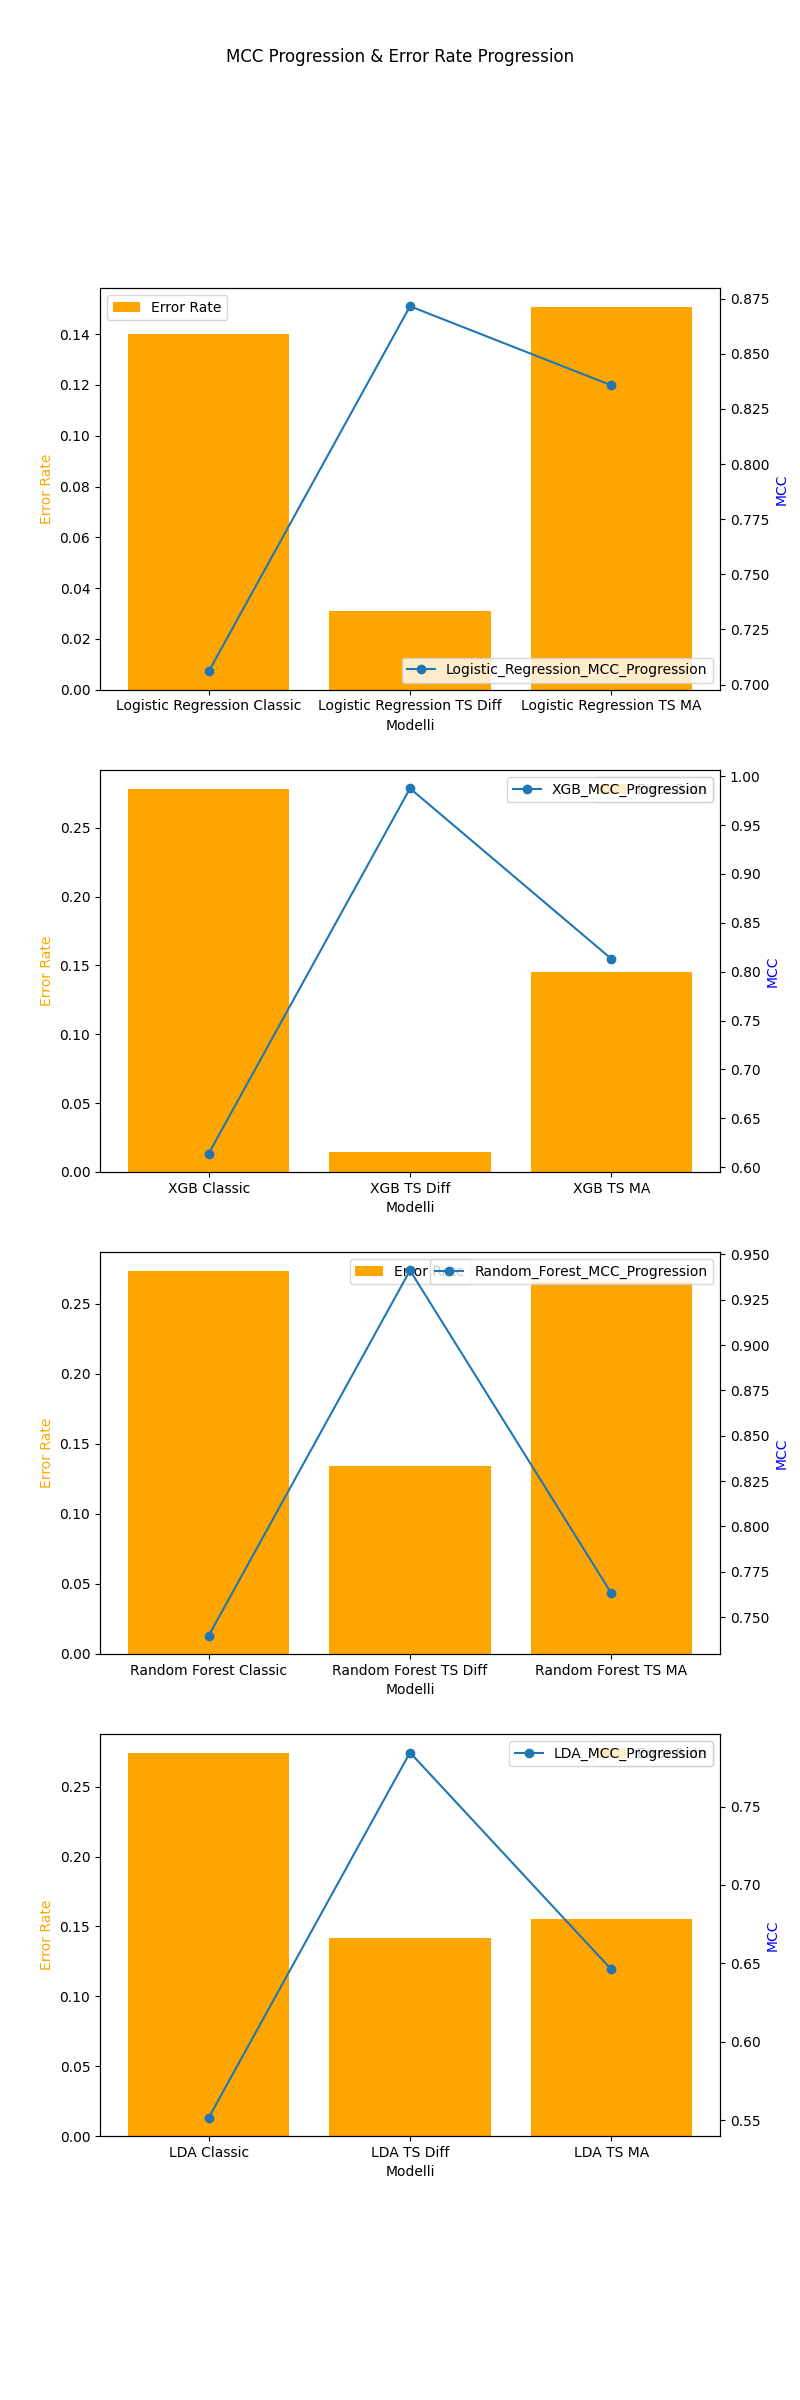 MCC Progression & Error Rate Progression
Error Rate
0.14
0.12
0.10
0.08
0.06
0.04
0.02
0.00
Error Rate
0.875
0.850
0.825
0.800
0.775
0.750
0.725
0.700
MCC
Logistic_Regression_MCC_Progression
Logistic Regression Classic
Logistic Regression TS Diff
Logistic Regression TS MA
Modelli
XGB_MCC_Progression
0.25
0.20
0.15
0.10
0.05
0.00
Error Rate
1.00
0.95
0.90
0.85
0.80
0.75
0.70
0.65
0.60
MCC
XGB Classic
XGB TS Diff
XGB TS MA
Modelli
Error Rate
Random_Forest_MCC_Progression
0.25
0.20
0.15
0.10
0.05
0.00
Error Rate
0.950
0.925
0.900
0.875
0.850
0.825
0.800
0.775
0.750
MCC
Random Forest Classic
Random Forest TS Diff
Random Forest TS MA
Modelli
LDA_MCC_Progression
0.25
0.20
0.15
0.10
0.05
0.00
Error Rate
0.75
0.70
0.65
0.60
0.55
MCC
LDA Classic
LDA TS Diff
LDA TS MA
Modelli